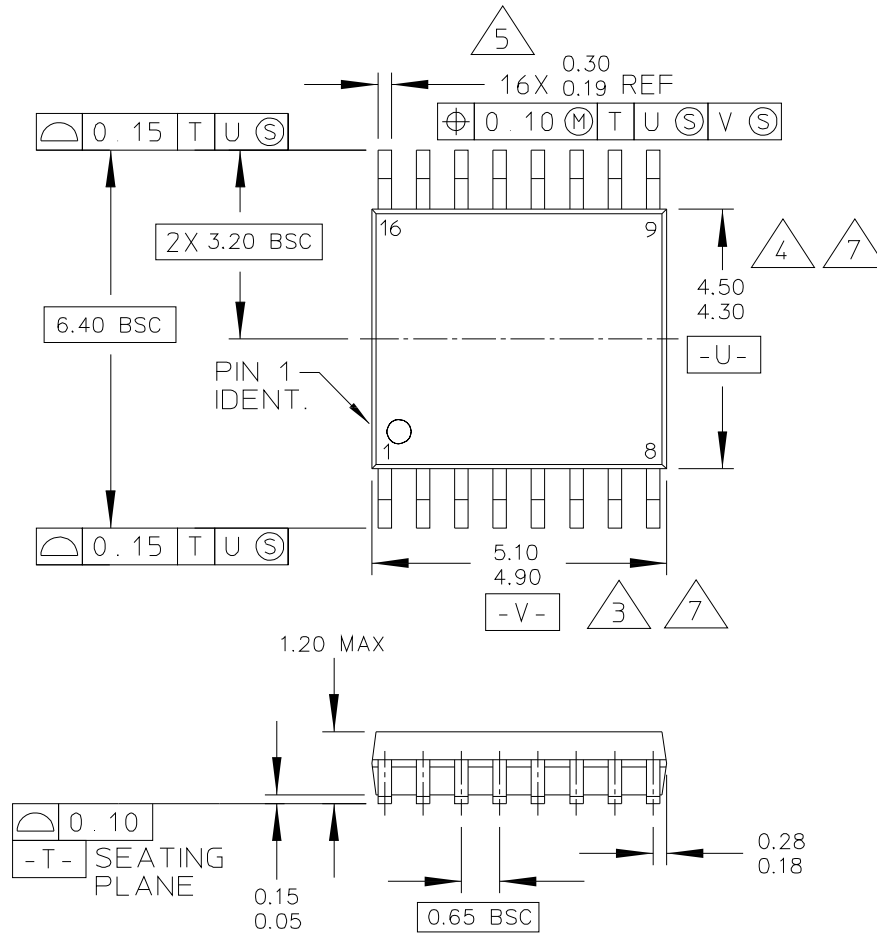 5
0.30
16X 0.19 REF
0.15 T U Ⓢ
⌖ 0.10 Ⓜ T U Ⓢ V Ⓢ
16 9
2X 3.20 BSC
4 7
4.50
4.30
6.40 BSC
-U-
PIN 1
IDENT.
1 8
0.15 T U Ⓢ
5.10
4.90
-V- 3 7
1.20 MAX
0.10
-T- SEATING
PLANE
0.15
0.05
0.65 BSC
0.28
0.18